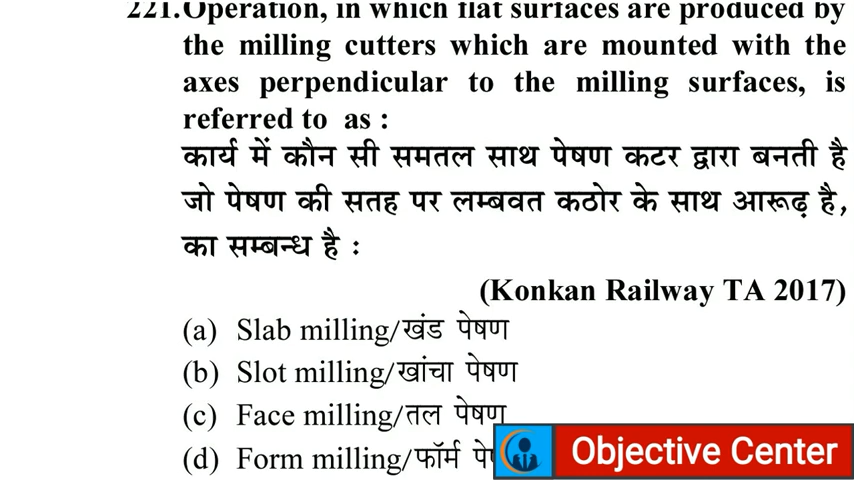 221.Operation, in which flat surfaces are produced by
the milling cutters which are mounted with the
axes perpendicular to the milling surfaces, is
referred to as :
कार्य में कौन सी समतल साथ पेषण कटर द्वारा बनती है
जो पेषण की सतह पर लम्बवत कठोर के साथ आरूढ़ है,
का सम्बन्ध है :
(Konkan Railway TA 2017)
(a) Slab milling/खंड पेषण
(b) Slot milling/खांचा पेषण
(c) Face milling/तल पेषण
(d) Form milling/फॉर्म
Objective Center